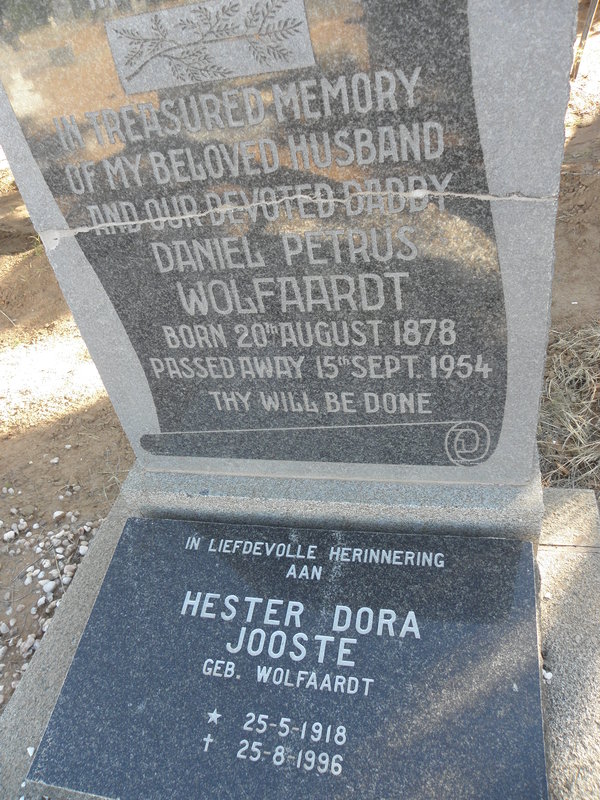 IN TREASURED MEMORY
OF MY BELOVED HUSBAND
AND OUR DEVOTED DADDY
DANIEL PETRUS
WOLFAARDT
BORN 20TH AUGUST 1878
PASSED AWAY 15TH SEPT. 1954
THY WILL BE DONE
IN LIEFDEVOLLE HERINNERING
AAN
HESTER DORA
JOOSTE
GEB. WOLFAARDT
★ 25-5-1918
† 25-8-1996